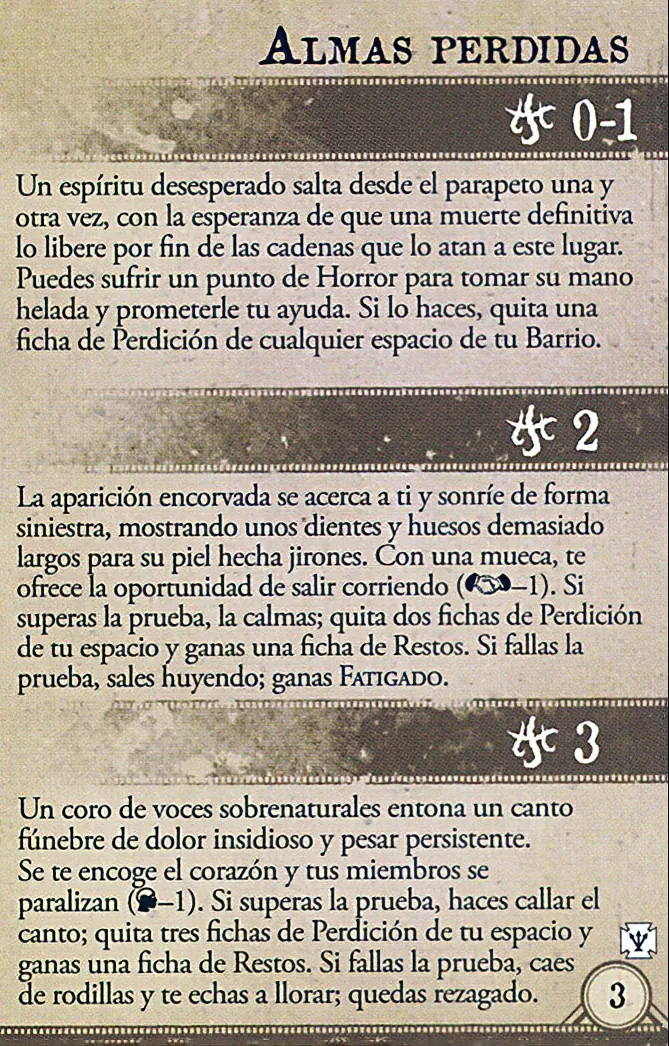 ALMAS PERDIDAS
0-1
Un espíritu desesperado salta desde el parapeto una y
otra vez, con la esperanza de que una muerte definitiva
lo libere por fin de las cadenas que lo atan a este lugar.
Puedes sufrir un punto de Horror para tomar su mano
helada y prometerle tu ayuda. Si lo haces, quita una
ficha de Perdición de cualquier espacio de tu Barrio.
2
La aparición encorvada se acerca a ti y sonríe de forma
siniestra, mostrando unos dientes y huesos demasiado
largos para su piel hecha jirones. Con una mueca, te
ofrece la oportunidad de salir corriendo (–1). Si
superas la prueba, la calmas; quita dos fichas de Perdición
de tu espacio y ganas una ficha de Restos. Si fallas la
prueba, sales huyendo; ganas FATIGADO.
3
Un coro de voces sobrenaturales entona un canto
fúnebre de dolor insidioso y pesar persistente.
Se te encoge el corazón y tus miembros se
paralizan (–1). Si superas la prueba, haces callar el
canto; quita tres fichas de Perdición de tu espacio y
ganas una ficha de Restos. Si fallas la prueba, caes
de rodillas y te echas a llorar; quedas rezagado.
3